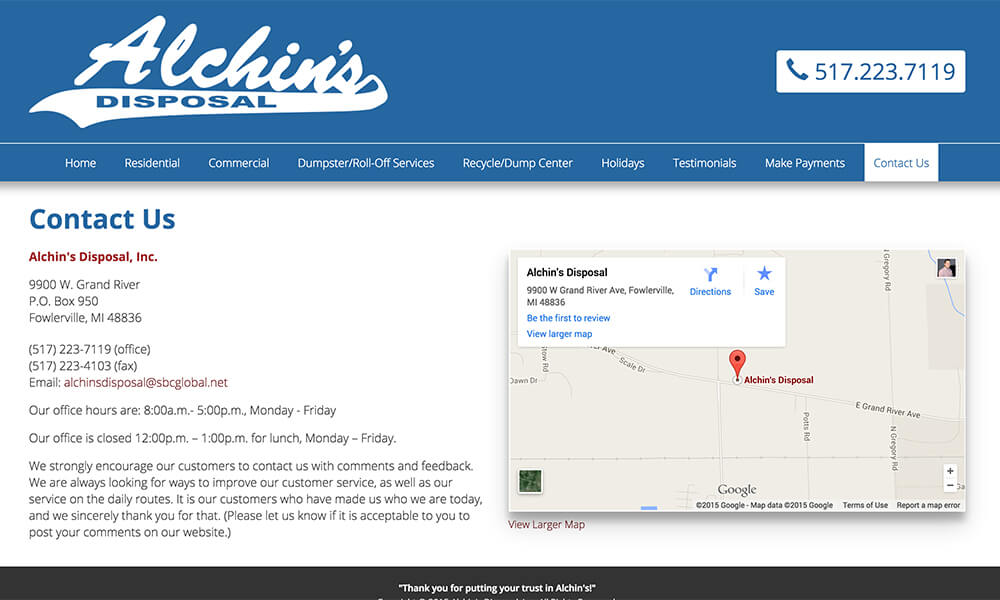 Alchin's
DISPOSAL
517.223.7119
Home Residential Commercial Dumpster/Roll-Off Services Recycle/Dump Center Holidays Testimonials Make Payments Contact Us
Contact Us
Alchin's Disposal, Inc.
9900 W. Grand River
P.O. Box 950
Fowlerville, MI 48836
(517) 223-7119 (office)
(517) 223-4103 (fax)
Email: alchinsdisposal@sbcglobal.net
Our office hours are: 8:00a.m.- 5:00p.m., Monday - Friday
Our office is closed 12:00p.m. – 1:00p.m. for lunch, Monday – Friday.
We strongly encourage our customers to contact us with comments and feedback.
We are always looking for ways to improve our customer service, as well as our
service on the daily routes. It is our customers who have made us who we are today,
and we sincerely thank you for that. (Please let us know if it is acceptable to you to
post your comments on our website.)
Alchin's Disposal
9900 W Grand River Ave, Fowlerville,
MI 48836
Directions
Save
Be the first to review
View larger map
N Gregory Rd
Ave
Scale Dr
Dawn Dr
Alchin's Disposal
E Grand River Ave
Potts Rd
N Gregory Rd
+
−
Google
©2015 Google - Map data ©2015 Google Terms of Use Report a map error
View Larger Map
"Thank you for putting your trust in Alchin's!"